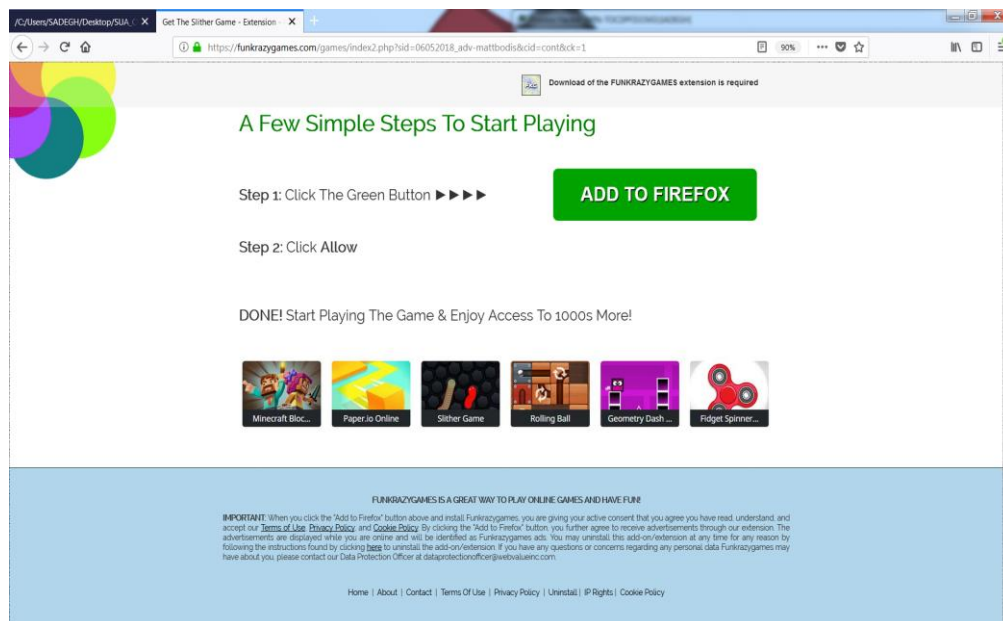 /C:/Users/SADEGH/Desktop/SUA_C
Get The Slither Game - Extension -
https://funkrazygames.com/games/index2.php?sid=06052018_adv-mattbodis&cid=cont&ck=1
90%
Download of the FUNKRAZYGAMES extension is required
A Few Simple Steps To Start Playing
Step 1: Click The Green Button ▶▶▶▶
ADD TO FIREFOX
Step 2: Click Allow
DONE! Start Playing The Game & Enjoy Access To 1000s More!
Minecraft Bloc...
Paper.io Online
Slither Game
Rolling Ball
Geometry Dash ...
Fidget Spinner...
FUNKRAZYGAMES IS A GREAT WAY TO PLAY ONLINE GAMES AND HAVE FUN!
IMPORTANT: When you click the "Add to Firefox" button above and install Funkrazygames, you are giving your active consent that you agree you have read, understand, and
accept our Terms of Use, Privacy Policy, and Cookie Policy. By clicking the "Add to Firefox" button, you further agree to receive advertisements through our extension. The
advertisements are displayed while you are online and will be identified as Funkrazygames ads. You may uninstall this add-on/extension at any time for any reason by
following the instructions found by clicking here to uninstall the add-on/extension. If you have any questions or concerns regarding any personal data Funkrazygames may
have about you, please contact our Data Protection Officer at dataprotectionofficer@webvalueinc.com.
Home | About | Contact | Terms Of Use | Privacy Policy | Uninstall | IP Rights | Cookie Policy